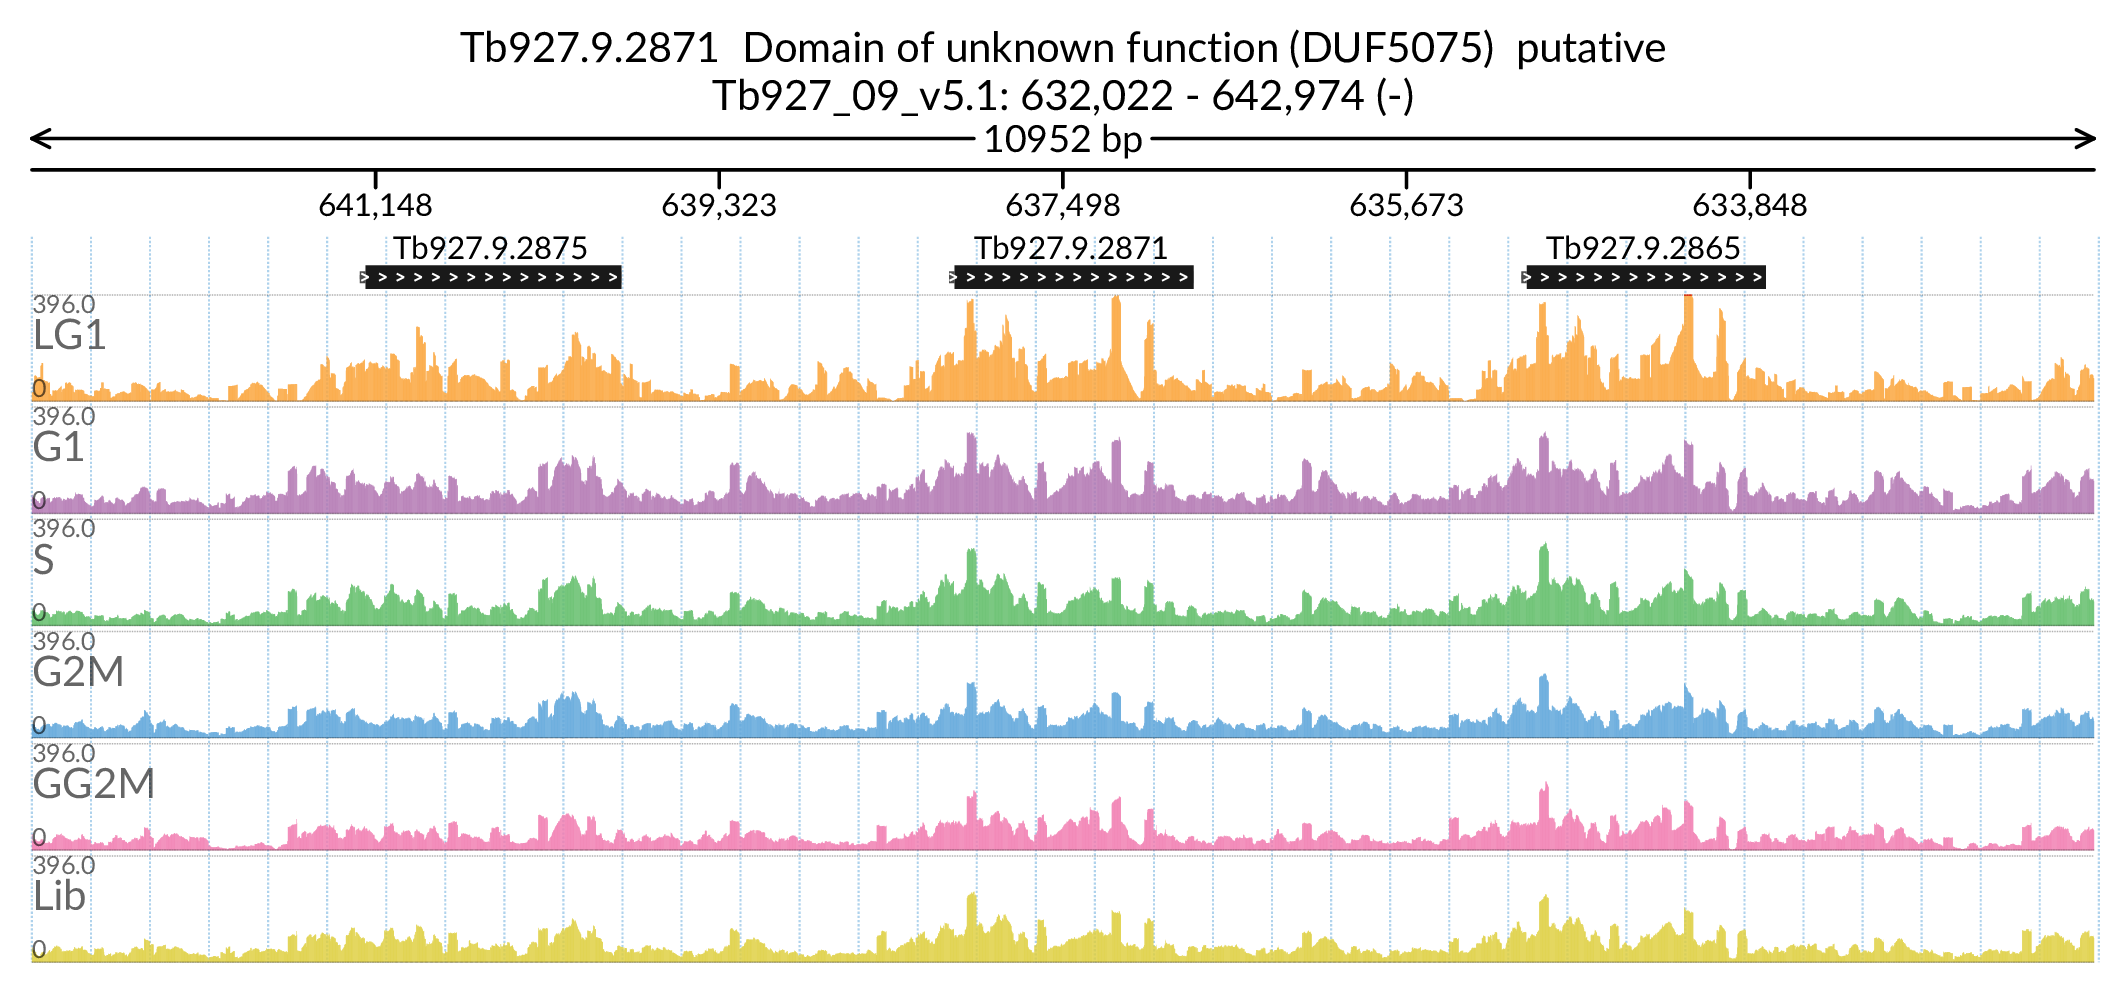 Tb927.9.2871 Domain of unknown function (DUF5075) putative
Tb927_09_v5.1: 632,022 - 642,974 (-)
10952 bp
641,148 639,323 637,498 635,673 633,848
Tb927.9.2875 Tb927.9.2871 Tb927.9.2865
396.0
LG1
0
396.0
G1
0
396.0
S
0
396.0
G2M
0
396.0
GG2M
0
396.0
Lib
0